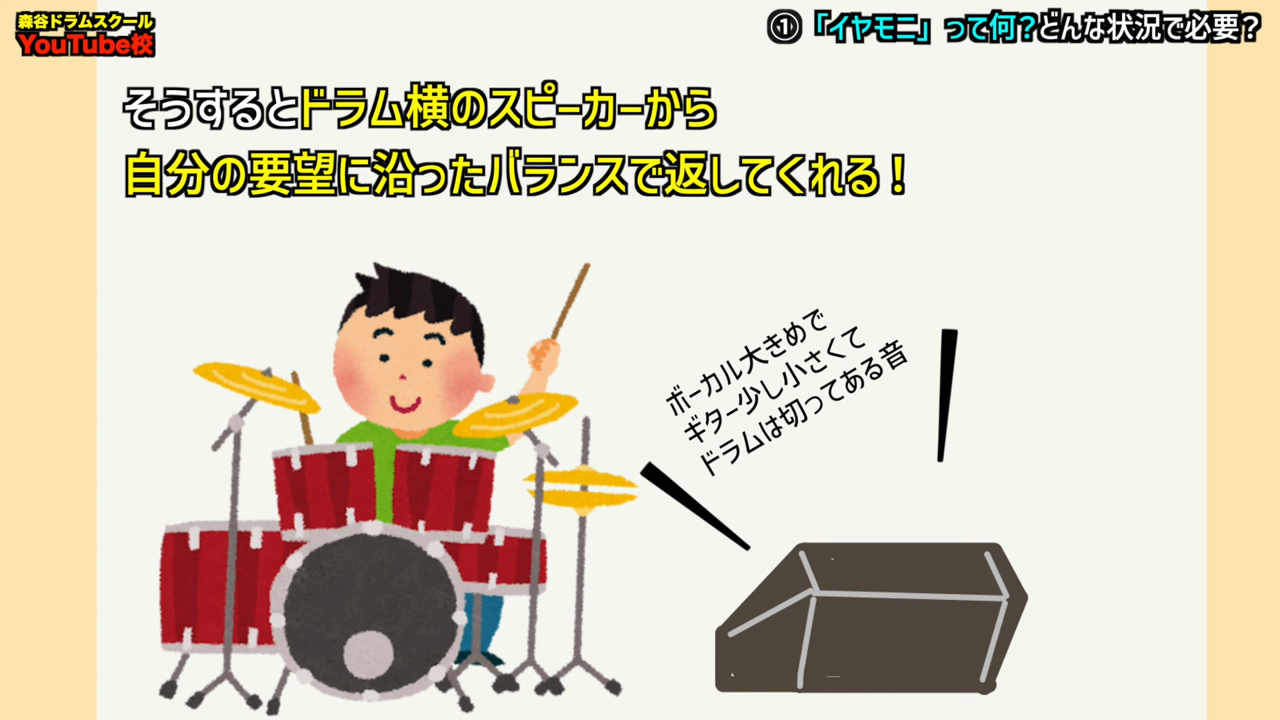 森谷ドラムスクール
YouTube校
①「イヤモニ」って何?どんな状況で必要?
そうするとドラム横のスピーカーから
自分の要望に沿ったバランスで返してくれる！
ボーカル大きめで
ギター少し小さくて
ドラムは切ってある音